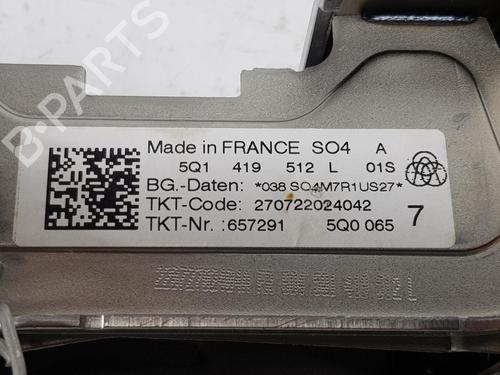 B-PARTS
Made in FRANCE SO4 A
5Q1 419 512 L 01S
BG.-Daten: *038 SO4M7R1US27*
TKT-Code: 270722024042
TKT-Nr. :657291 5Q0 065 7